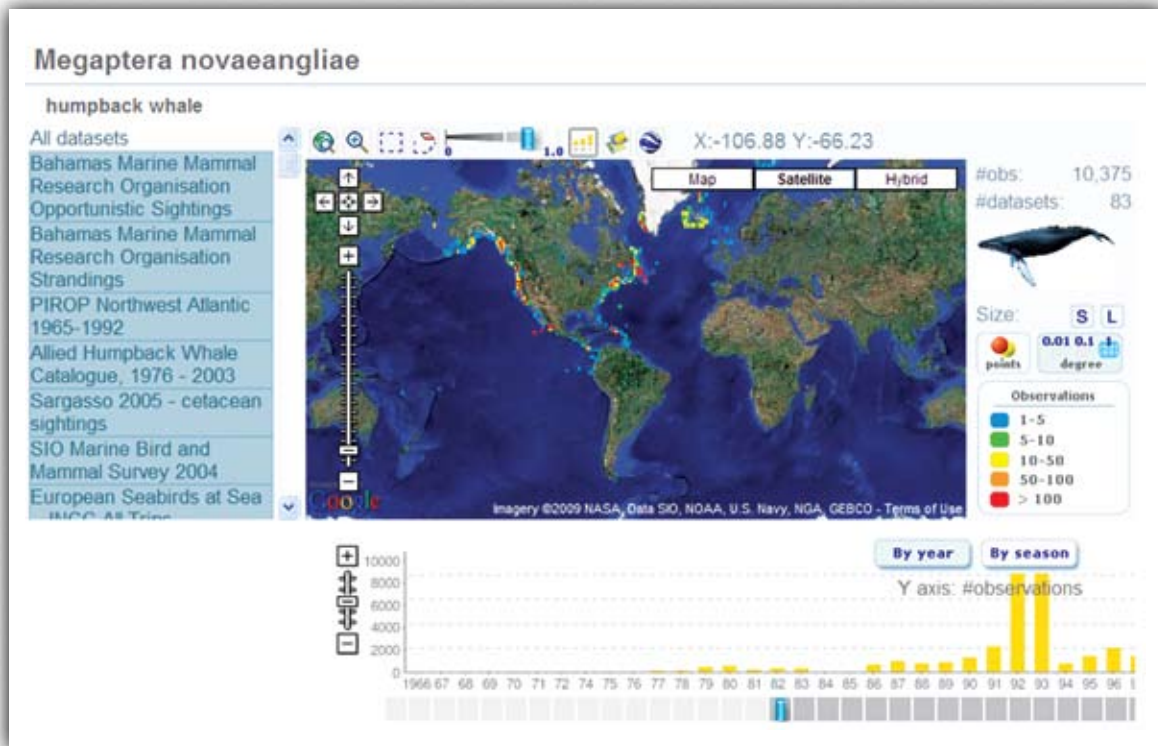 Megaptera novaeangliae
humpback whale
All datasets
Bahamas Marine Mammal
Research Organisation
Opportunistic Sightings
Bahamas Marine Mammal
Research Organisation
Strandings
PIROP Northwest Atlantic
1965-1992
Allied Humpback Whale
Catalogue, 1976 - 2003
Sargasso 2005 - cetacean
sightings
SIO Marine Bird and
Mammal Survey 2004
European Seabirds at Sea
All Trips
0 1.0
X:-106.88 Y:-66.23
Map Satellite Hybrid
Google
Imagery ©2009 NASA, Data SIO, NOAA, U.S. Navy, NGA, GEBCO - Terms of Use
#obs: 10,375
#datasets: 83
Size: S L
points
0.01 0.1 1
degree
Observations
1-5
5-10
10-50
50-100
> 100
By year By season
Y axis: #observations
10000
8000
6000
4000
2000
0
1966 67 68 69 70 71 72 73 74 75 76 77 78 79 80 81 82 83 84 85 86 87 88 89 90 91 92 93 94 95 96